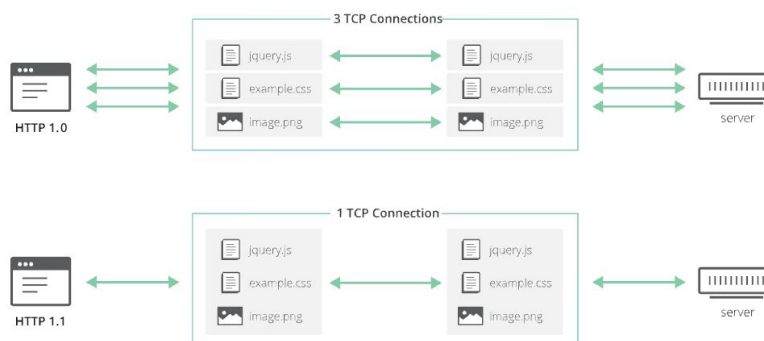 3 TCP Connections
jquery.js
jquery.js
example.css
example.css
image.png
image.png
HTTP 1.0
server
1 TCP Connection
jquery.js
jquery.js
example.css
example.css
image.png
image.png
HTTP 1.1
server